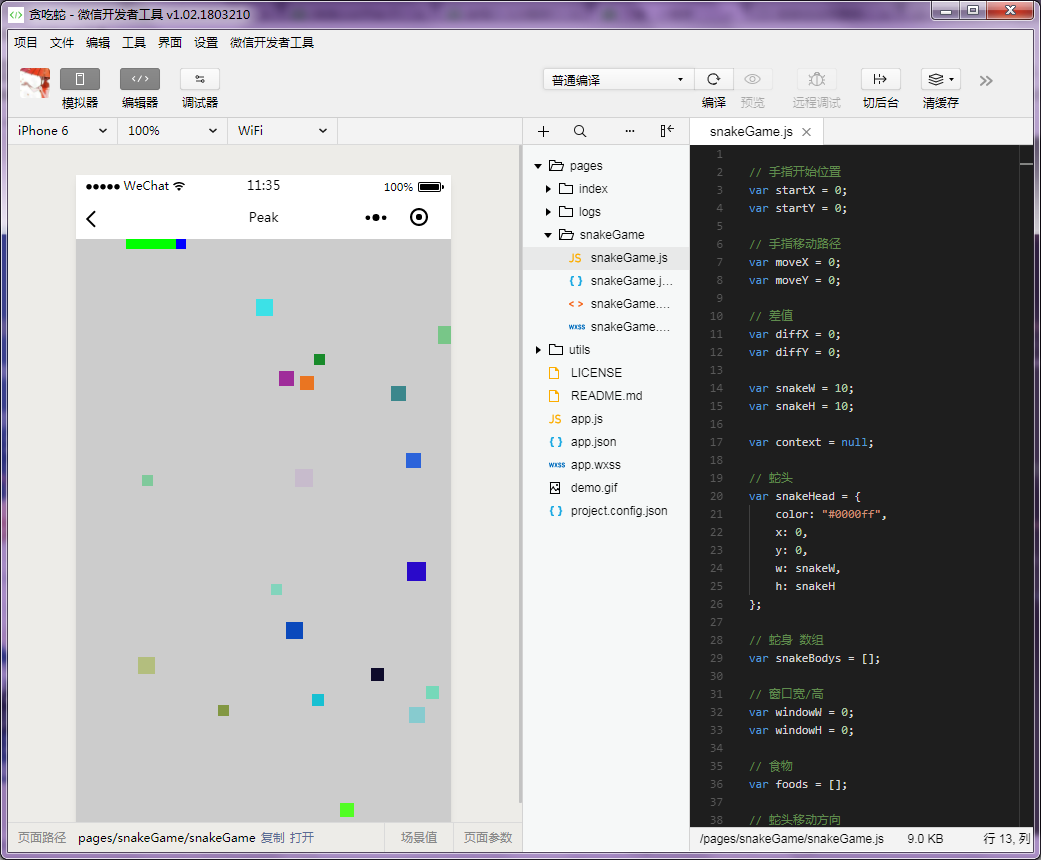 贪吃蛇 - 微信开发者工具 v1.02.1803210
项目 文件 编辑 工具 界面 设置 微信开发者工具
模拟器 编辑器 调试器
普通编译
编译 预览 远程调试 切后台 清缓存
iPhone 6 100% WiFi
WeChat 11:35 100%
Peak
pages
index
logs
snakeGame
JS snakeGame.js
{ } snakeGame.j...
< > snakeGame....
wxss snakeGame....
utils
LICENSE
README.md
JS app.js
{ } app.json
wxss app.wxss
demo.gif
{ } project.config.json
snakeGame.js
1
2 // 手指开始位置
3 var startX = 0;
4 var startY = 0;
5
6 // 手指移动路径
7 var moveX = 0;
8 var moveY = 0;
9
10 // 差值
11 var diffX = 0;
12 var diffY = 0;
13
14 var snakeW = 10;
15 var snakeH = 10;
16
17 var context = null;
18
19 // 蛇头
20 var snakeHead = {
21 color: "#0000ff",
22 x: 0,
23 y: 0,
24 w: snakeW,
25 h: snakeH
26 };
27
28 // 蛇身 数组
29 var snakeBodys = [];
30
31 // 窗口宽/高
32 var windowW = 0;
33 var windowH = 0;
34
35 // 食物
36 var foods = [];
37
38 // 蛇头移动方向
页面路径 pages/snakeGame/snakeGame 复制 打开 场景值 页面参数
/pages/snakeGame/snakeGame.js 9.0 KB 行 13, 列